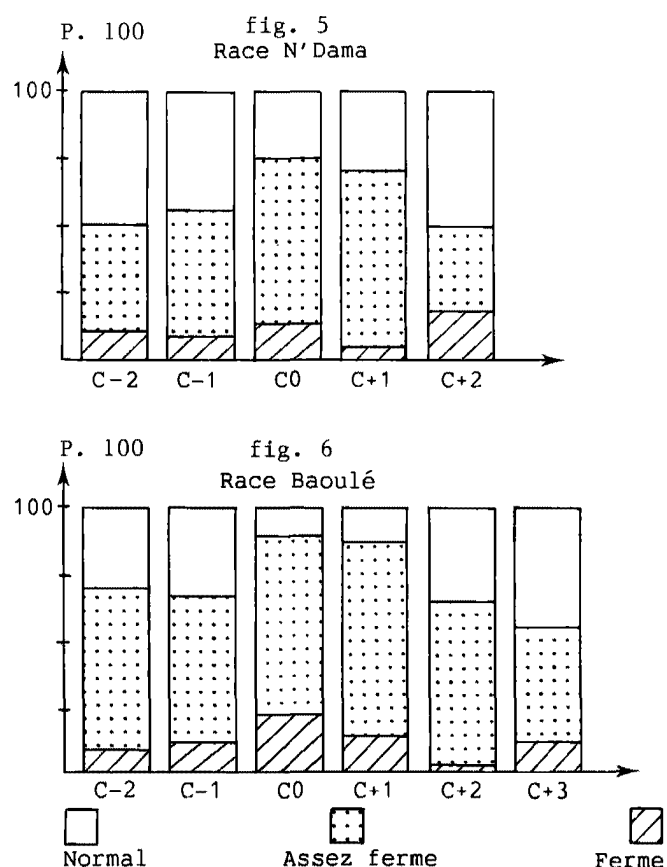 P. 100 fig. 5
Race N'Dama
100
C-2 C-1 C0 C+1 C+2
P. 100 fig. 6
Race Baoulé
100
C-2 C-1 C0 C+1 C+2 C+3
Normal Assez ferme Ferme